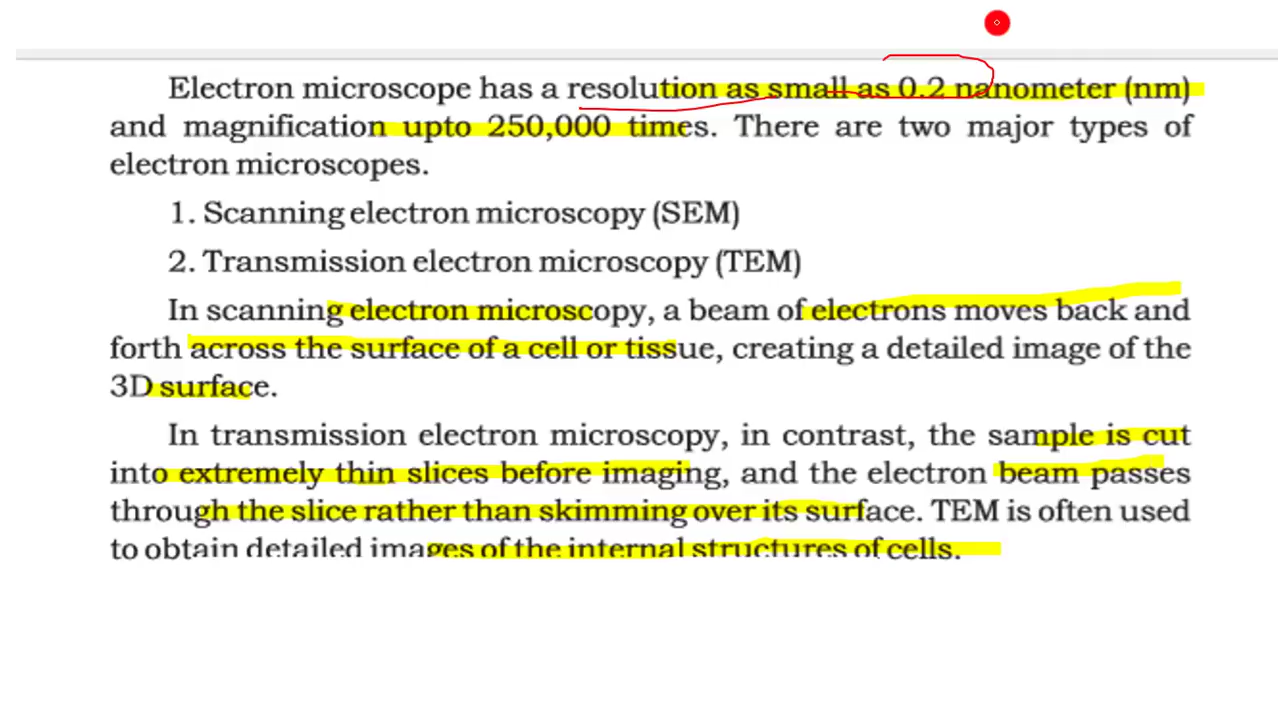 Electron microscope has a resolution as small as 0.2 nanometer (nm)
and magnification upto 250,000 times. There are two major types of
electron microscopes.
1. Scanning electron microscopy (SEM)
2. Transmission electron microscopy (TEM)
In scanning electron microscopy, a beam of electrons moves back and
forth across the surface of a cell or tissue, creating a detailed image of the
3D surface.
In transmission electron microscopy, in contrast, the sample is cut
into extremely thin slices before imaging, and the electron beam passes
through the slice rather than skimming over its surface. TEM is often used
to obtain detailed images of the internal structures of cells.